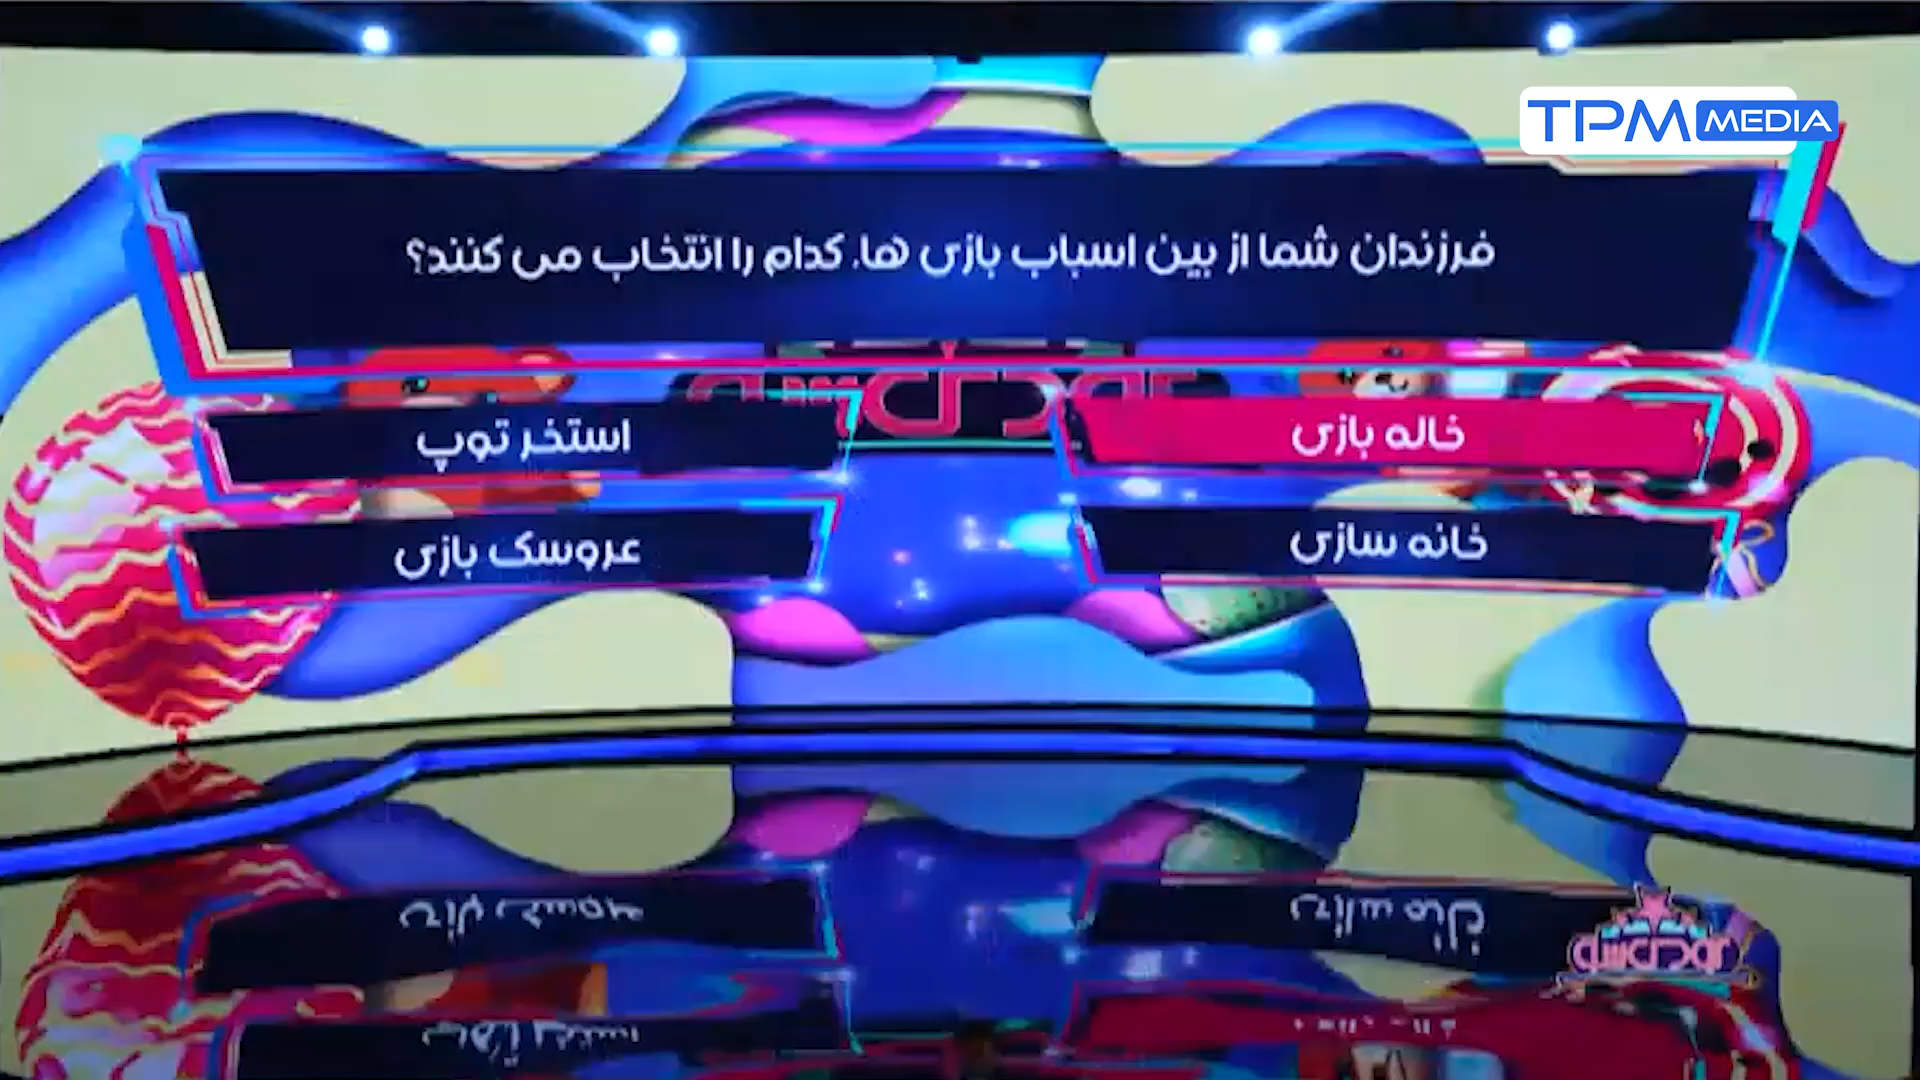 TPM MEDIA
فرزندان شما از بین اسباب بازی ها، کدام را انتخاب می کنند؟
خاله بازی
استخر توپ
خانه سازی
عروسک بازی